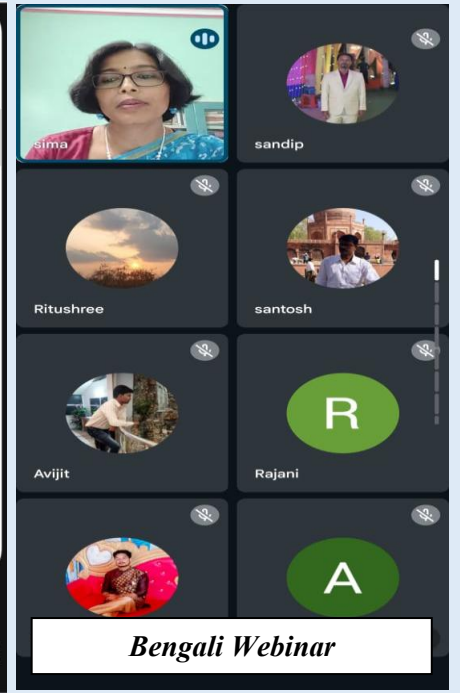 sima
sandip
Ritushree
santosh
Avijit
Rajani
R
A
Bengali Webinar